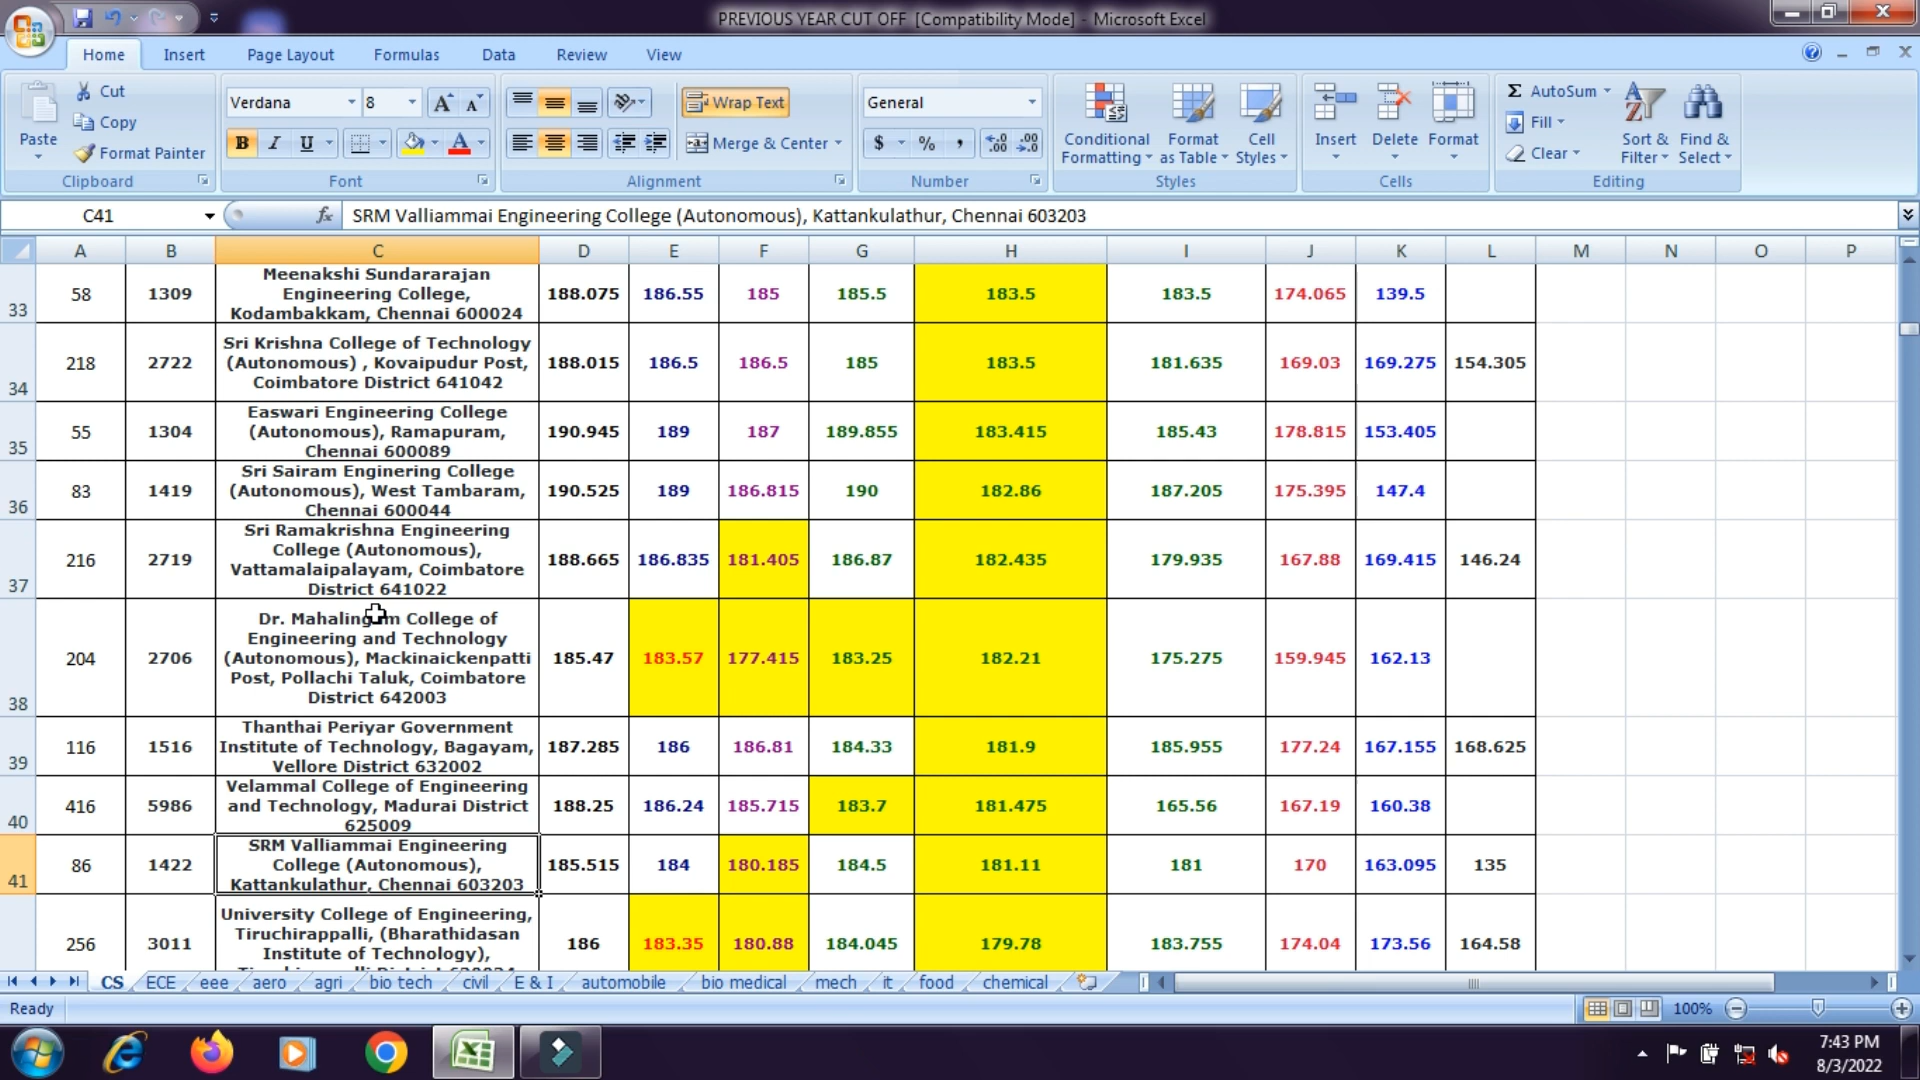 PREVIOUS YEAR CUT OFF [Compatibility Mode] - Microsoft Excel
Home Insert Page Layout Formulas Data Review View
Paste
Cut
Copy
Format Painter
Clipboard
Verdana 8
B I U
Font
Wrap Text
Merge & Center
Alignment
General
$ % ,
Number
Conditional Formatting
Format as Table
Cell Styles
Styles
Insert Delete Format
Cells
AutoSum
Fill
Clear
Sort & Filter
Find & Select
Editing
C41 fx SRM Valliammai Engineering College (Autonomous), Kattankulathur, Chennai 603203
A B C D E F G H I J K L M N O P
33 58 1309 Meenakshi Sundararajan
Engineering College,
Kodambakkam, Chennai 600024
188.075 186.55 185 185.5 183.5 183.5 174.065 139.5
34 218 2722 Sri Krishna College of Technology
(Autonomous) , Kovaipudur Post,
Coimbatore District 641042
188.015 186.5 186.5 185 183.5 181.635 169.03 169.275 154.305
35 55 1304 Easwari Engineering College
(Autonomous), Ramapuram,
Chennai 600089
190.945 189 187 189.855 183.415 185.43 178.815 153.405
36 83 1419 Sri Sairam Enginering College
(Autonomous), West Tambaram,
Chennai 600044
190.525 189 186.815 190 182.86 187.205 175.395 147.4
37 216 2719 Sri Ramakrishna Engineering
College (Autonomous),
Vattamalaipalayam, Coimbatore
District 641022
188.665 186.835 181.405 186.87 182.435 179.935 167.88 169.415 146.24
38 204 2706 Dr. Mahalingam College of
Engineering and Technology
(Autonomous), Mackinaickenpatti
Post, Pollachi Taluk, Coimbatore
District 642003
185.47 183.57 177.415 183.25 182.21 175.275 159.945 162.13
39 116 1516 Thanthai Periyar Government
Institute of Technology, Bagayam,
Vellore District 632002
187.285 186 186.81 184.33 181.9 185.955 177.24 167.155 168.625
40 416 5986 Velammal College of Engineering
and Technology, Madurai District
625009
188.25 186.24 185.715 183.7 181.475 165.56 167.19 160.38
41 86 1422 SRM Valliammai Engineering
College (Autonomous),
Kattankulathur, Chennai 603203
185.515 184 180.185 184.5 181.11 181 170 163.095 135
256 3011 University College of Engineering,
Tiruchirappalli, (Bharathidasan
Institute of Technology),
186 183.35 180.88 184.045 179.78 183.755 174.04 173.56 164.58
CS ECE eee aero agri bio tech civil E & I automobile bio medical mech it food chemical
Ready 100%
7:43 PM
8/3/2022